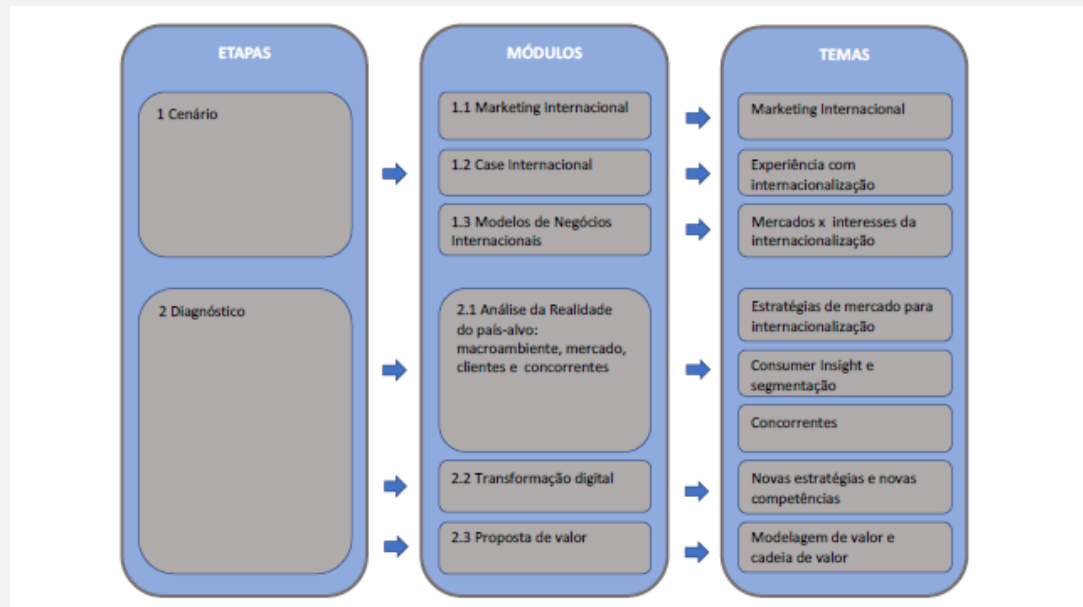 ETAPAS
MÓDULOS
TEMAS
1 Cenário
1.1 Marketing Internacional
Marketing Internacional
1.2 Case Internacional
Experiência com
internacionalização
1.3 Modelos de Negócios
Internacionais
Mercados x interesses da
internacionalização
2 Diagnóstico
2.1 Análise da Realidade
do país-alvo:
macroambiente, mercado,
clientes e concorrentes
Estratégias de mercado para
internacionalização
Consumer Insight e
segmentação
Concorrentes
2.2 Transformação digital
Novas estratégias e novas
competências
2.3 Proposta de valor
Modelagem de valor e
cadeia de valor